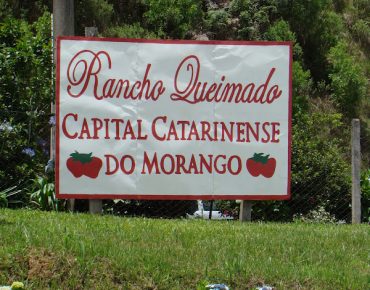 Rancho Queimado
CAPITAL CATARINENSE
DO MORANGO